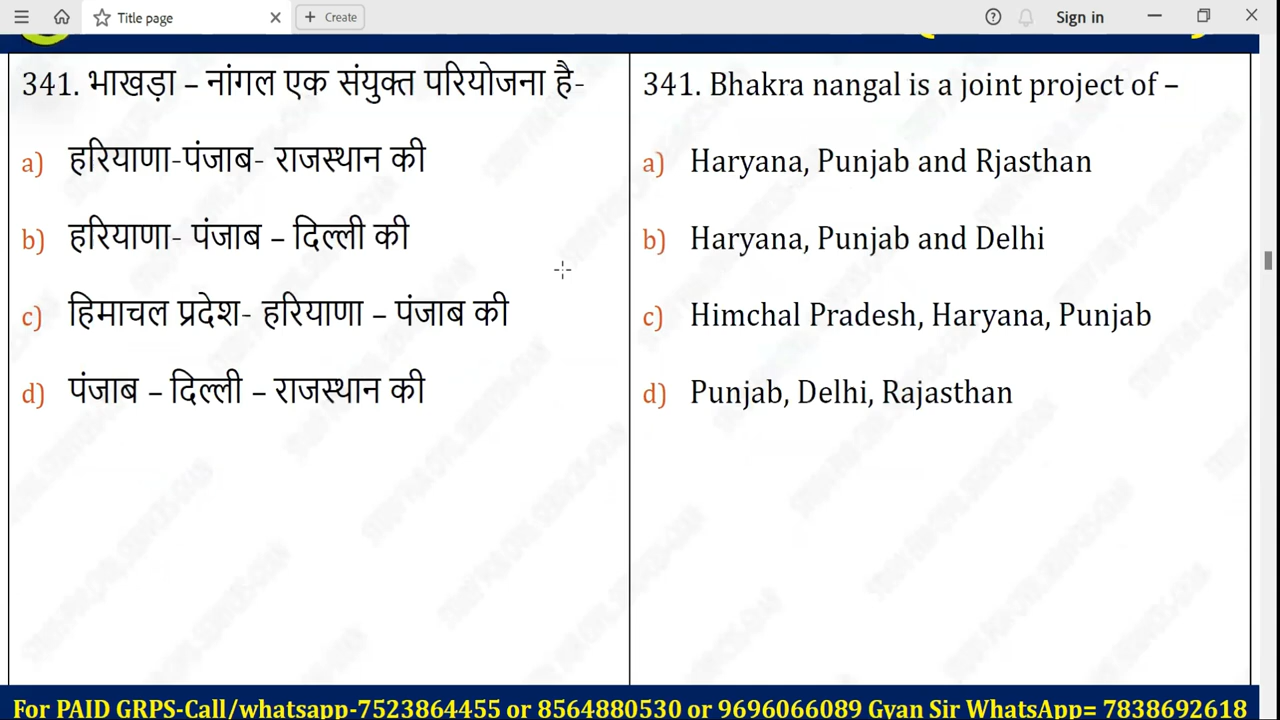 Title page
Create
Sign in
341. भाखड़ा – नांगल एक संयुक्त परियोजना है-
a) हरियाणा-पंजाब- राजस्थान की
b) हरियाणा- पंजाब – दिल्ली की
c) हिमाचल प्रदेश- हरियाणा – पंजाब की
d) पंजाब – दिल्ली – राजस्थान की
341. Bhakra nangal is a joint project of –
a) Haryana, Punjab and Rjasthan
b) Haryana, Punjab and Delhi
c) Himchal Pradesh, Haryana, Punjab
d) Punjab, Delhi, Rajasthan
For PAID GRPS-Call/whatsapp-7523864455 or 8564880530 or 9696066089 Gyan Sir WhatsApp= 7838692618